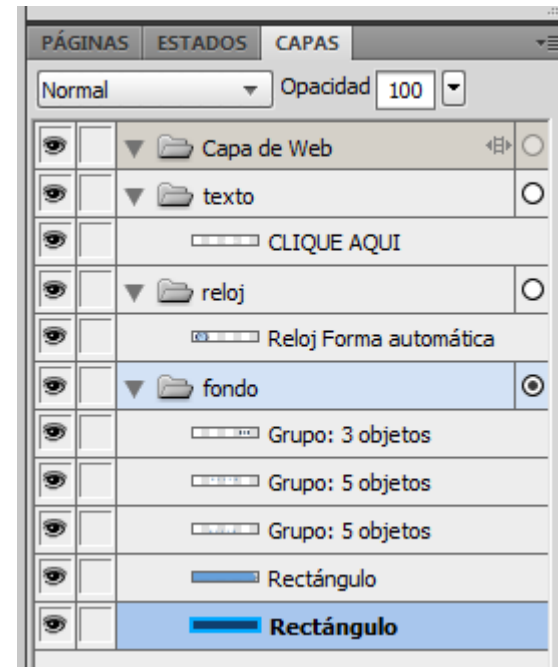 PÁGINAS ESTADOS CAPAS
Normal Opacidad 100
Capa de Web
texto
CLIQUE AQUI
reloj
Reloj Forma automática
fondo
Grupo: 3 objetos
Grupo: 5 objetos
Grupo: 5 objetos
Rectángulo
Rectángulo